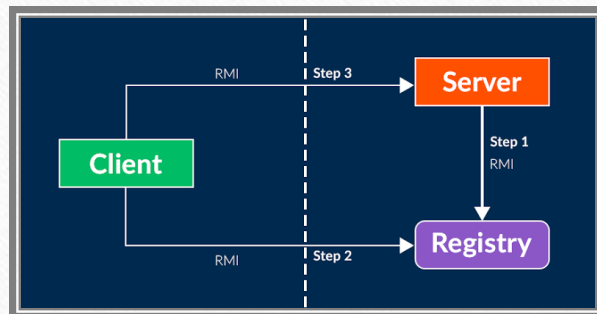 RMI
Step 3
Server
Step 1
RMI
Client
Registry
RMI
Step 2